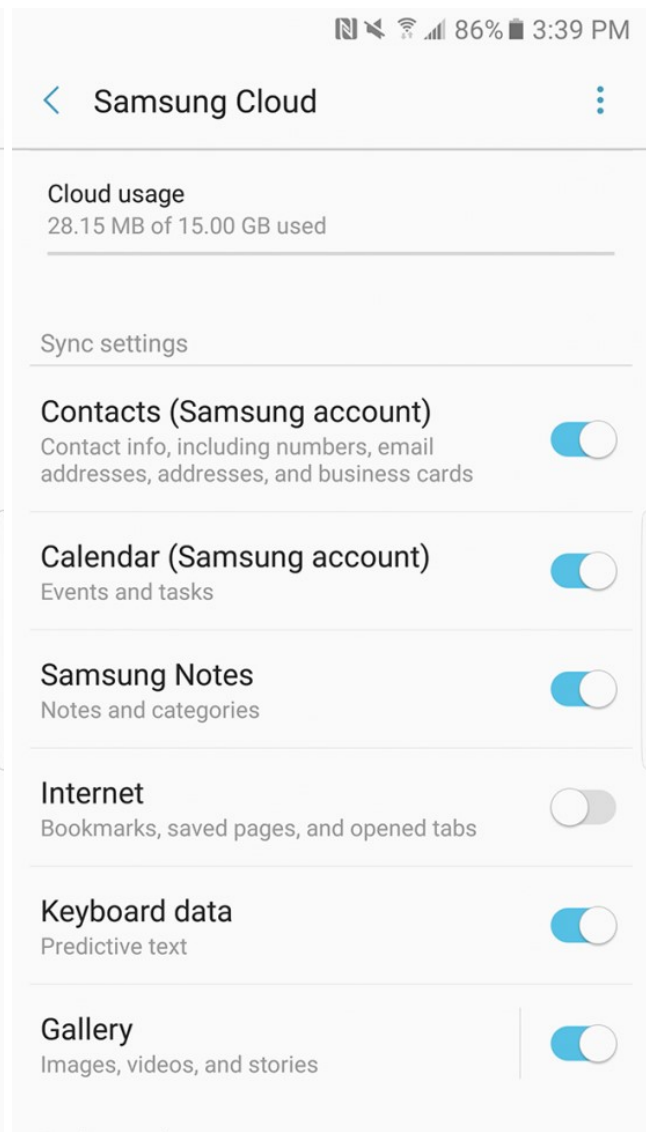 86% 3:39 PM
Samsung Cloud
Cloud usage
28.15 MB of 15.00 GB used
Sync settings
Contacts (Samsung account)
Contact info, including numbers, email
addresses, addresses, and business cards
Calendar (Samsung account)
Events and tasks
Samsung Notes
Notes and categories
Internet
Bookmarks, saved pages, and opened tabs
Keyboard data
Predictive text
Gallery
Images, videos, and stories